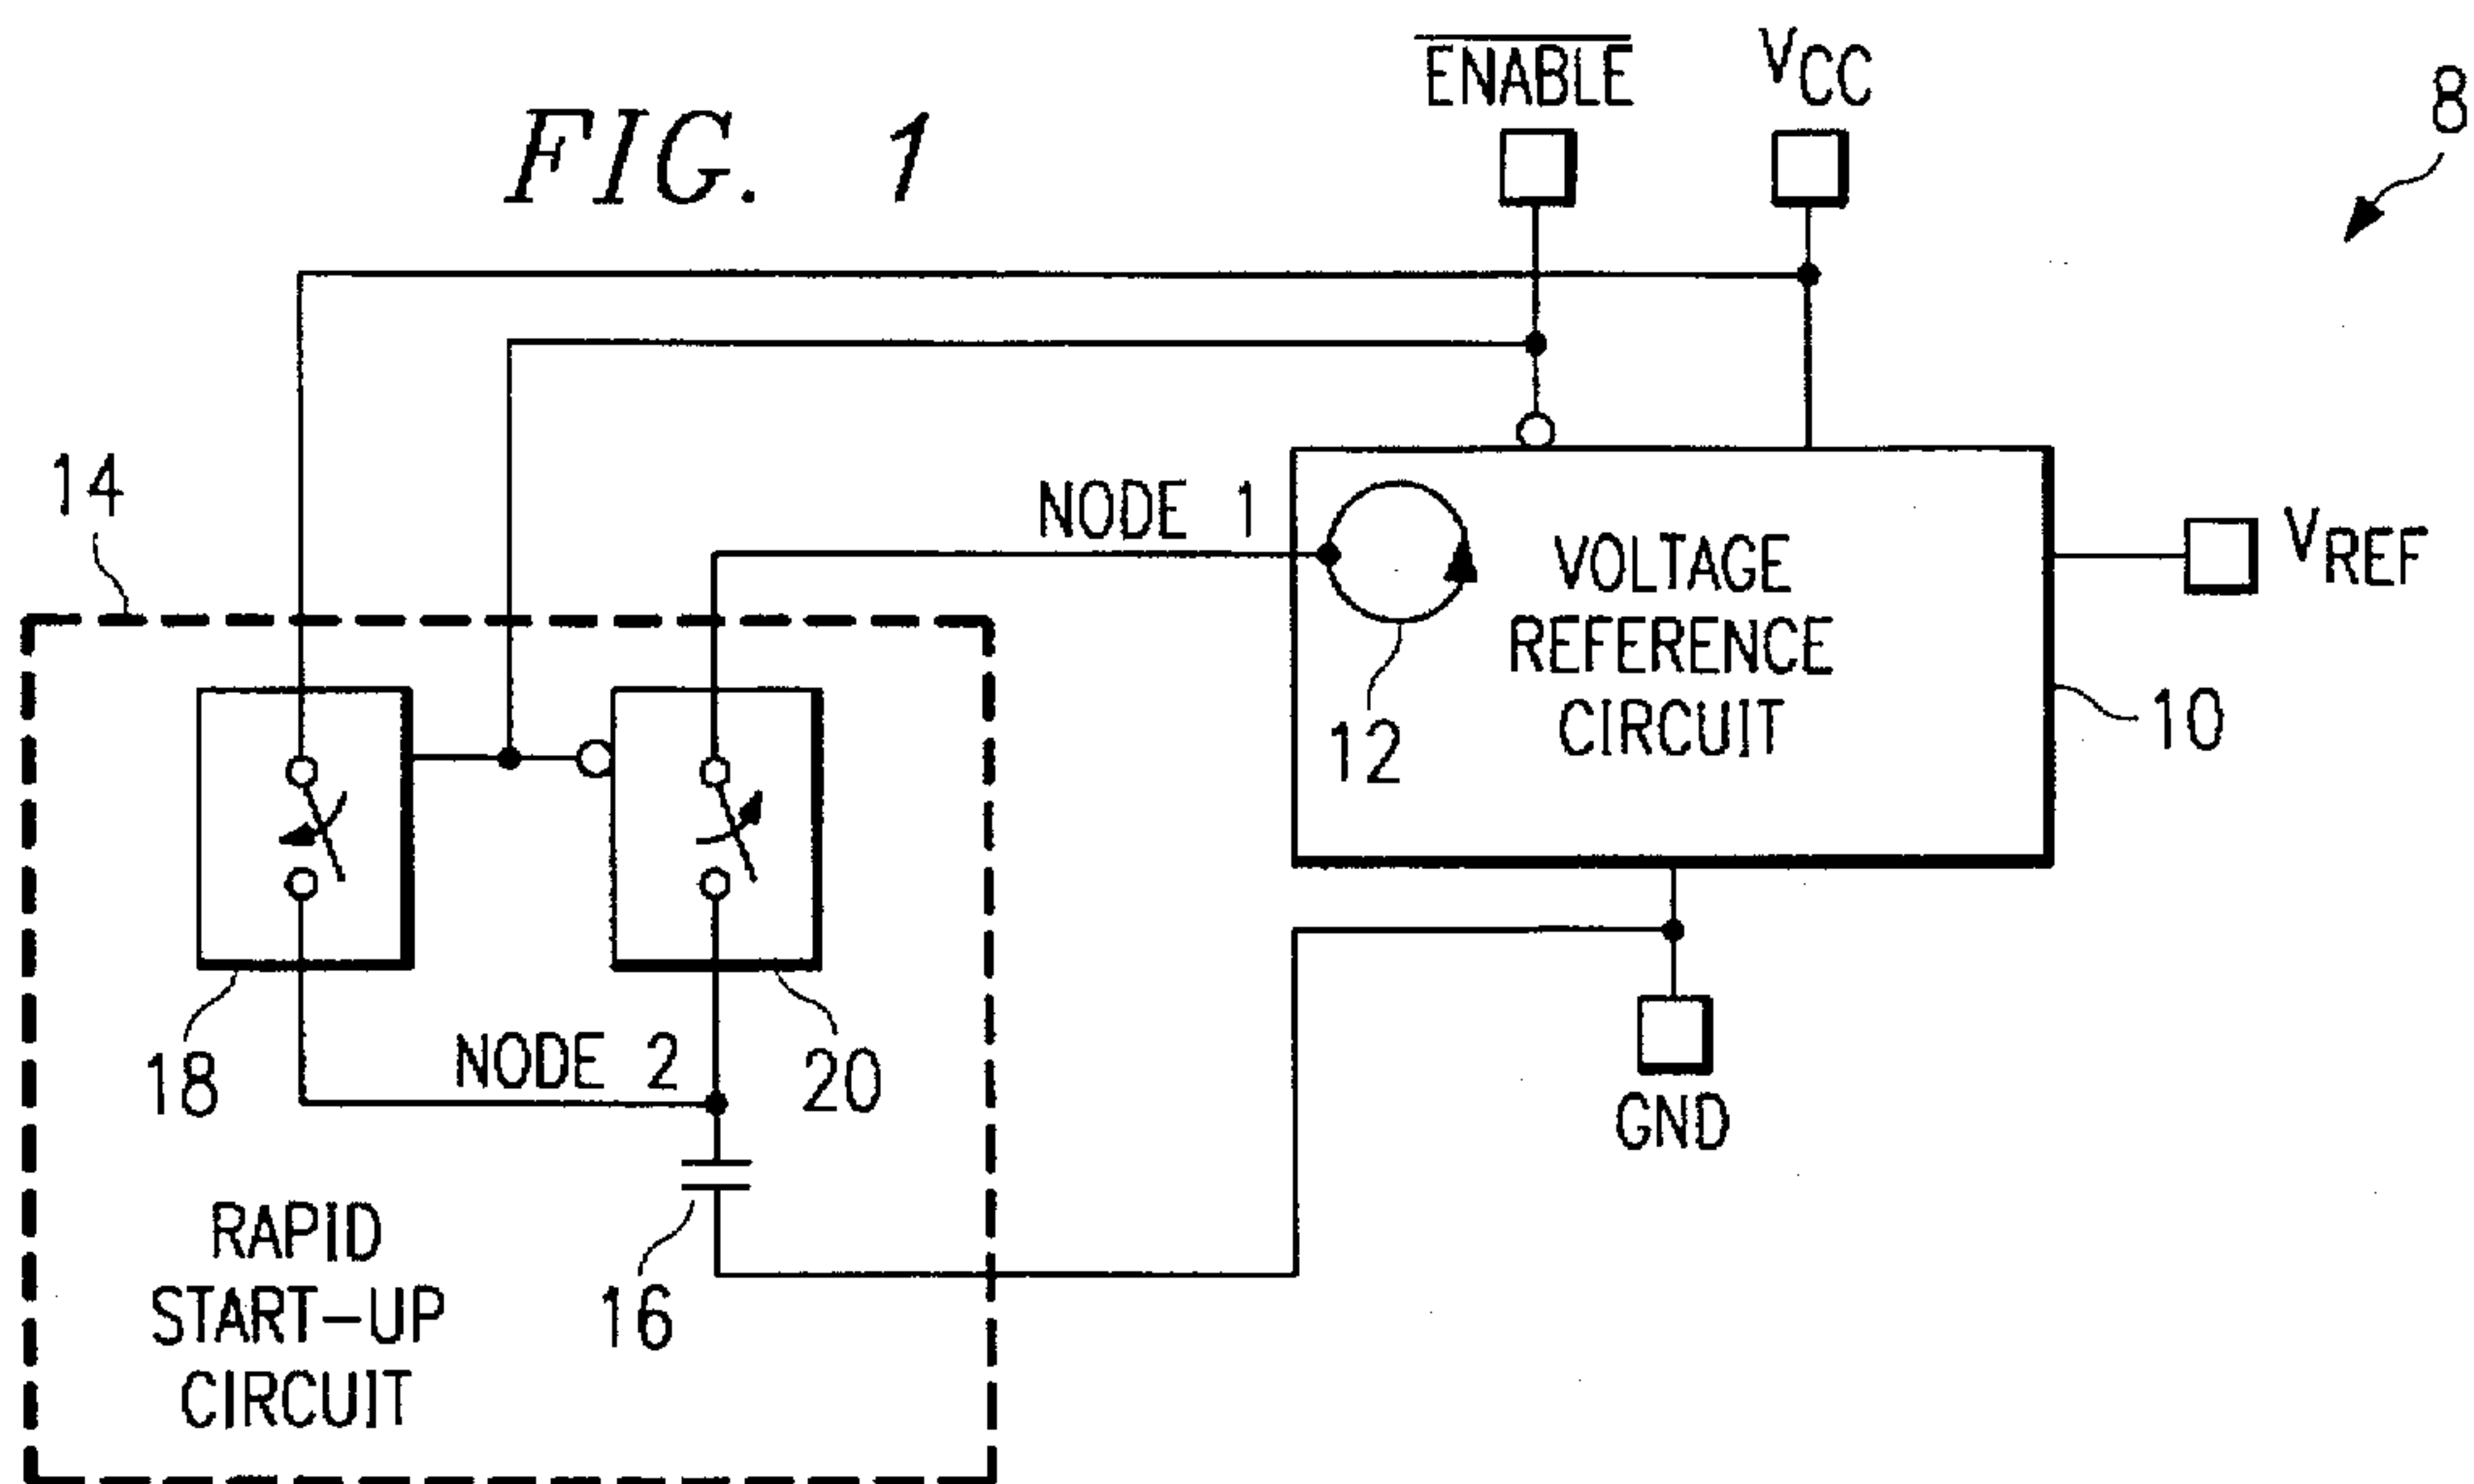 FIG. 1
ENABLE
VCC
8
14
NODE 1
VOLTAGE
REFERENCE
CIRCUIT
VREF
12
10
18
NODE 2
20
GND
RAPID
START-UP
CIRCUIT
16